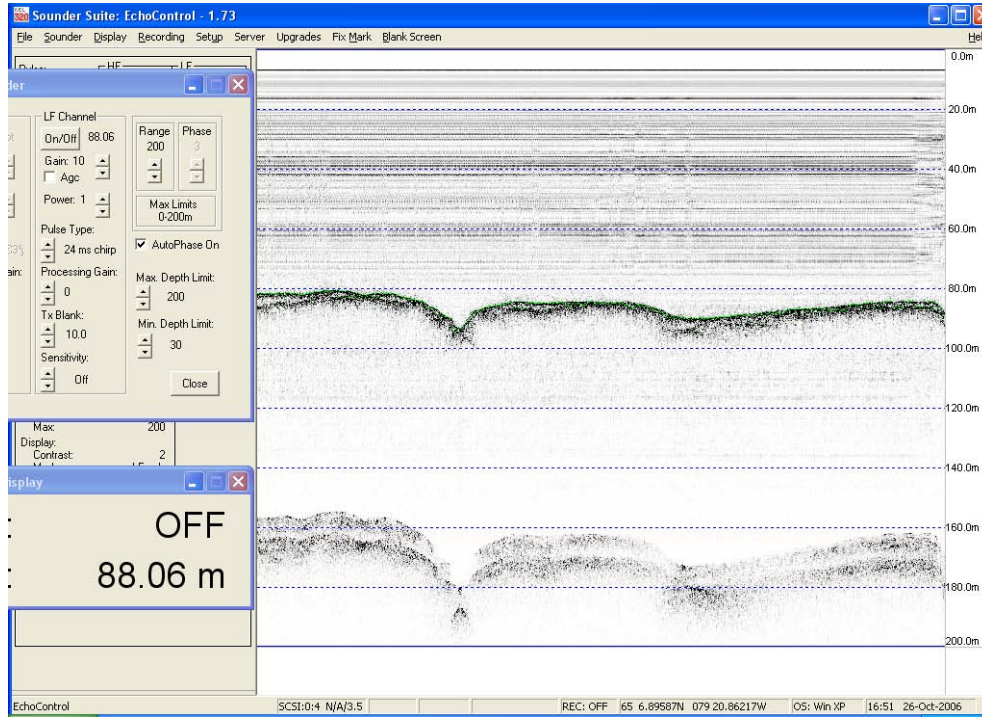 Sounder Suite: EchoControl - 1.73
File Sounder Display Recording Setup Server Upgrades Fix Mark Blank Screen
HF LF
LF Channel
On/Off 88.06
Gain: 10
Agc
Power: 1
Pulse Type:
24 ms chirp
Processing Gain:
0
Tx Blank:
10.0
Sensitivity:
Off
Range Phase
200 3
Max Limits
0-200m
AutoPhase On
Max. Depth Limit:
200
Min. Depth Limit:
30
Close
Max: 200
Display:
Contrast: 2
OFF
88.06 m
0.0m
20.0m
40.0m
60.0m
80.0m
100.0m
120.0m
140.0m
160.0m
180.0m
200.0m
EchoControl SCSI:0:4 N/A/3.5 REC: OFF 65 6.89587N 079 20.86217W OS: Win XP 16:51 26-Oct-2006